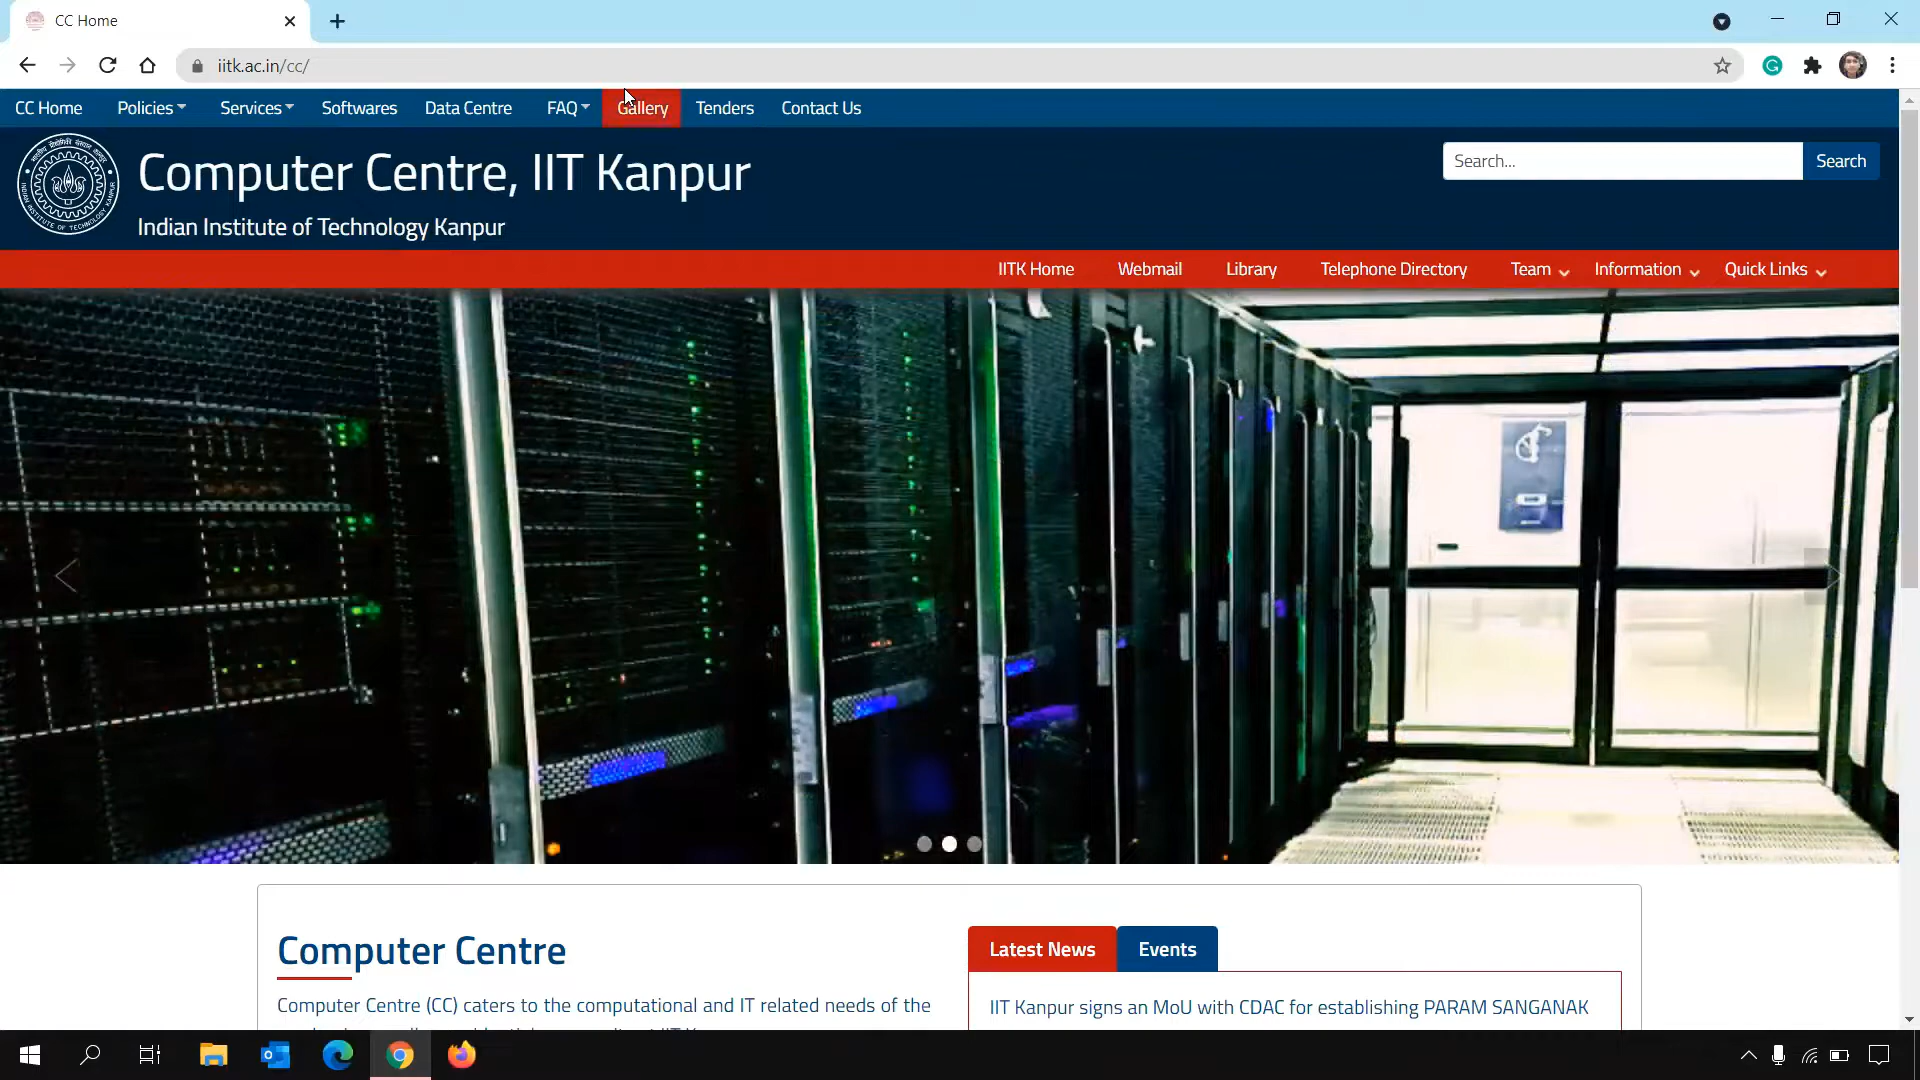 CC Home
iitk.ac.in/cc/
CC Home Policies Services Softwares Data Centre FAQ Gallery Tenders Contact Us
Computer Centre, IIT Kanpur
Indian Institute of Technology Kanpur
Search... Search
IITK Home Webmail Library Telephone Directory Team Information Quick Links
Computer Centre
Computer Centre (CC) caters to the computational and IT related needs of the
Latest News Events
IIT Kanpur signs an MoU with CDAC for establishing PARAM SANGANAK